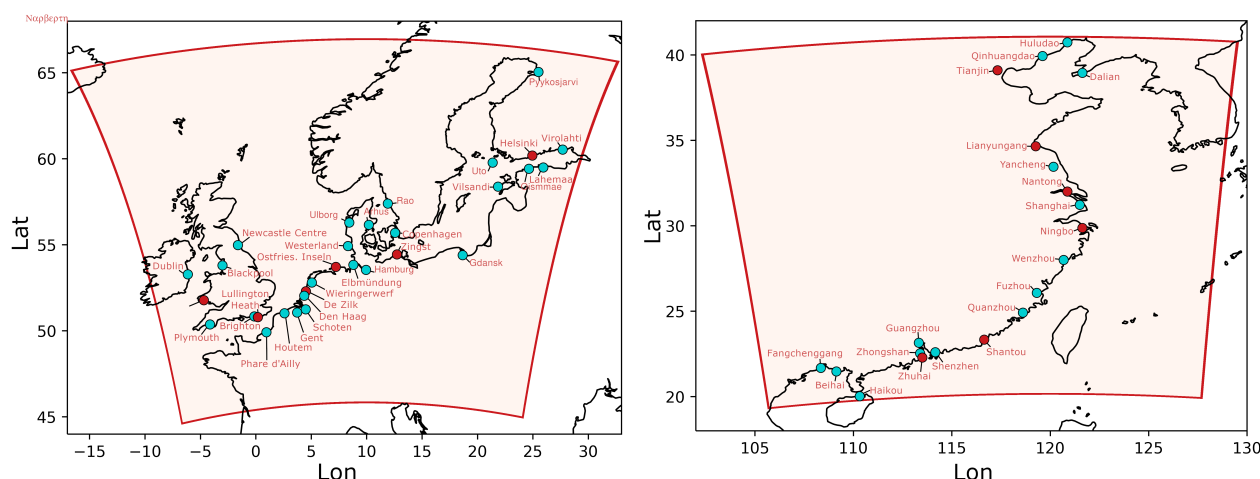 Ναρβερτη
65
60
55
50
45
Lat
−15
−10
−5
0
5
10
15
20
25
30
Lon
Pyykosjarvi
Virolahti
Helsinki
Uto
Lahemaa
Vilsandi
Rao
Arhus
Ulborg
Copenhagen
Newcastle Centre
Westerland
Zingst
Ostfries. Inseln
Gdansk
Dublin
Blackpool
Hamburg
Elbmündung
Lullington
Heath
Wieringerwerf
De Zilk
Den Haag
Brighton
Schoten
Plymouth
Gent
Houtem
Phare d'Ailly
40
35
30
25
20
Lat
105
110
115
120
125
130
Lon
Huludao
Qinhuangdao
Tianjin
Dalian
Lianyungang
Yancheng
Nantong
Shanghai
Ningbo
Wenzhou
Fuzhou
Quanzhou
Guangzhou
Zhongshan
Shantou
Fangchenggang
Shenzhen
Zhuhai
Beihai
Haikou